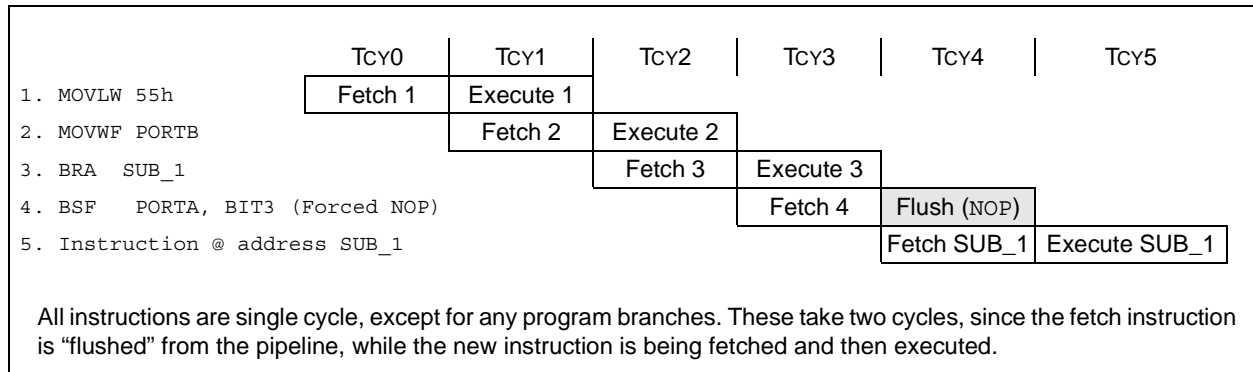 TCY0 TCY1 TCY2 TCY3 TCY4 TCY5
1. MOVLW 55h Fetch 1 Execute 1
2. MOVWF PORTB Fetch 2 Execute 2
3. BRA SUB_1 Fetch 3 Execute 3
4. BSF PORTA, BIT3 (Forced NOP) Fetch 4 Flush (NOP)
5. Instruction @ address SUB_1 Fetch SUB_1 Execute SUB_1
All instructions are single cycle, except for any program branches. These take two cycles, since the fetch instruction
is “flushed” from the pipeline, while the new instruction is being fetched and then executed.